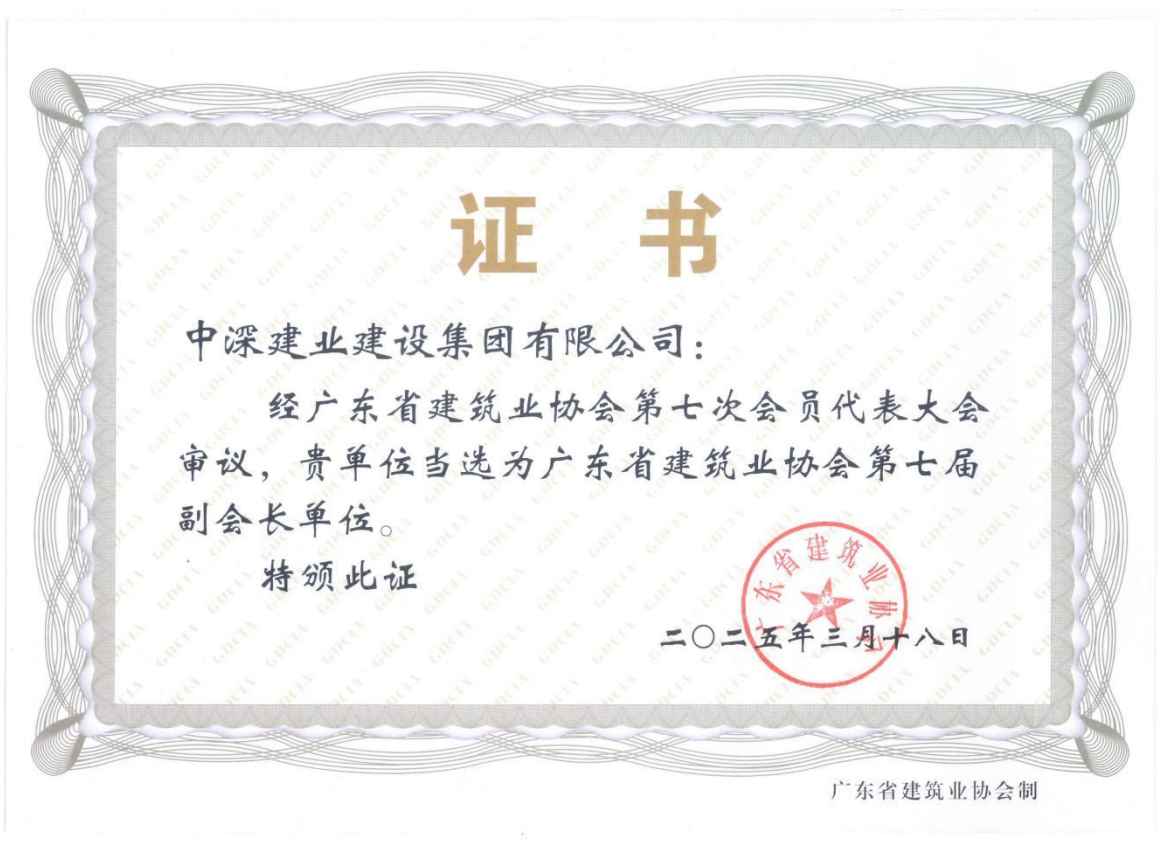 证 书
中深建业建设集团有限公司：
经广东省建筑业协会第七次会员代表大会
审议，贵单位当选为广东省建筑业协会第七届
副会长单位。
特颁此证
广东省建筑业协会
二〇二五年三月十八日
广东省建筑业协会制
GDCIA